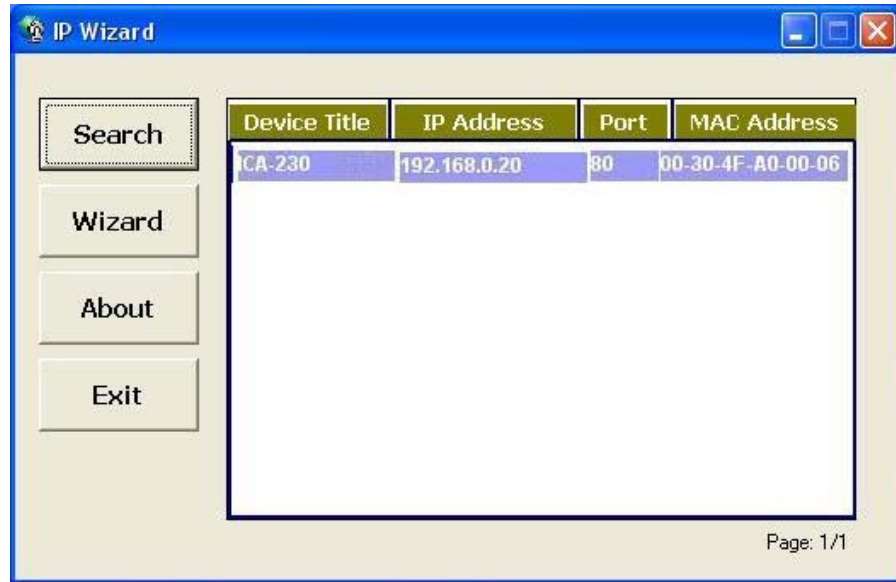 IP Wizard
Search
Wizard
About
Exit
Device Title IP Address Port MAC Address
ICA-230 192.168.0.20 80 00-30-4F-A0-00-06
Page: 1/1